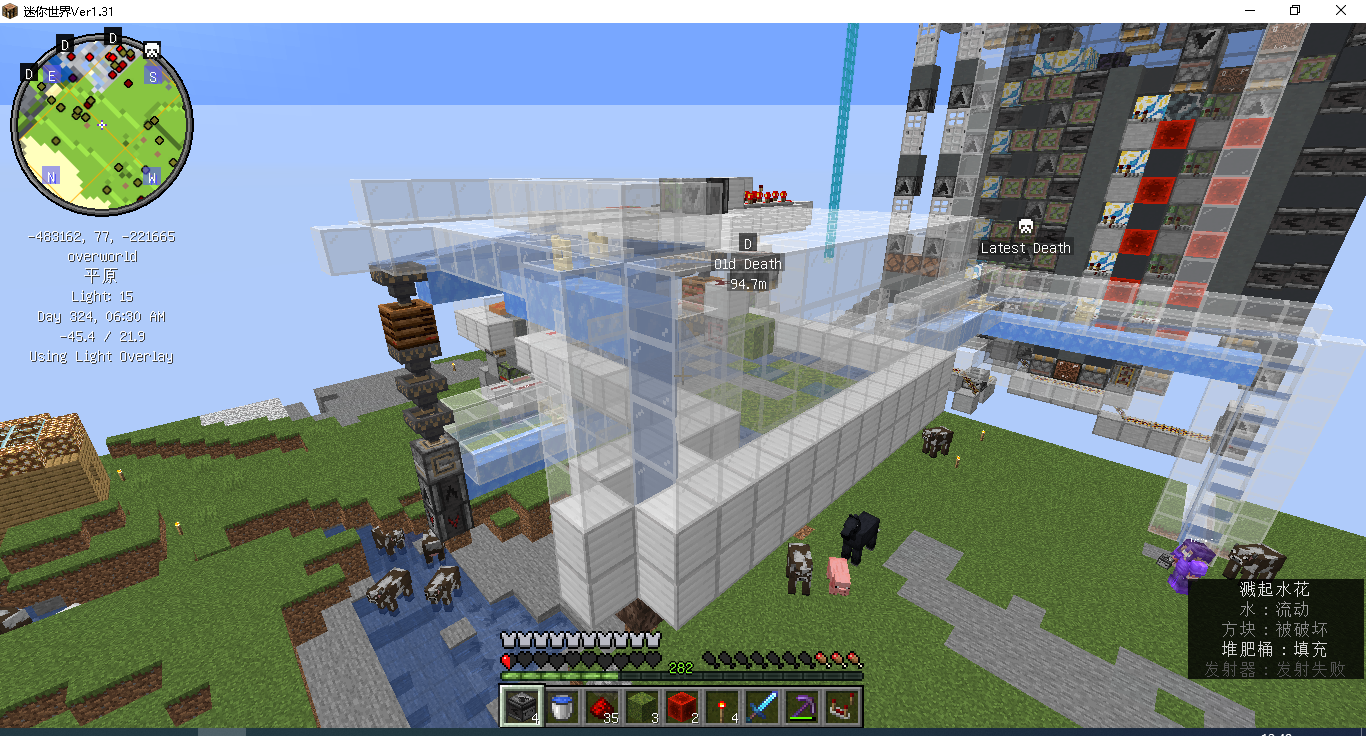 迷你世界Ver1.31
D
D
D
E
S
N
W
-483162, 77, -221665
overworld
平原
Light: 15
Day 324, 06:30 AM
-45.4 / 21.9
Using Light Overlay
D
Old Death
94.7m
Latest Death
溅起水花
水：流动
方块：被破坏
堆肥桶：填充
发射器：发射失败
282
4
35
3
2
4